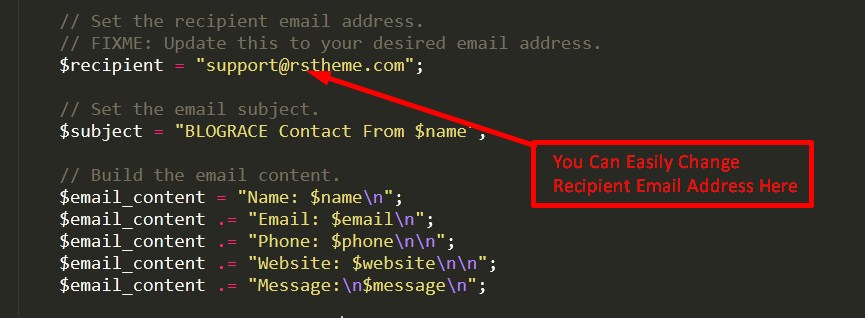 // Set the recipient email address.
// FIXME: Update this to your desired email address.
$recipient = "support@rstheme.com";
// Set the email subject.
$subject = "BLOGRACE Contact From $name";
You Can Easily Change
Recipient Email Address Here
// Build the email content.
$email_content = "Name: $name\n";
$email_content .= "Email: $email\n";
$email_content .= "Phone: $phone\n\n";
$email_content .= "Website: $website\n\n";
$email_content .= "Message:\n$message\n";